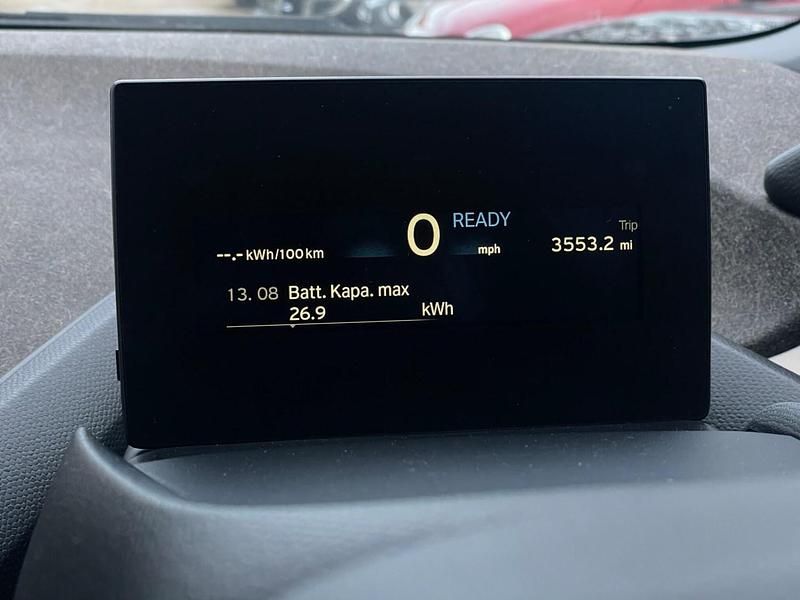 READY
Trip
--.- kWh/100 km
0
mph
3553.2 mi
13. 08 Batt. Kapa. max
26.9 kWh